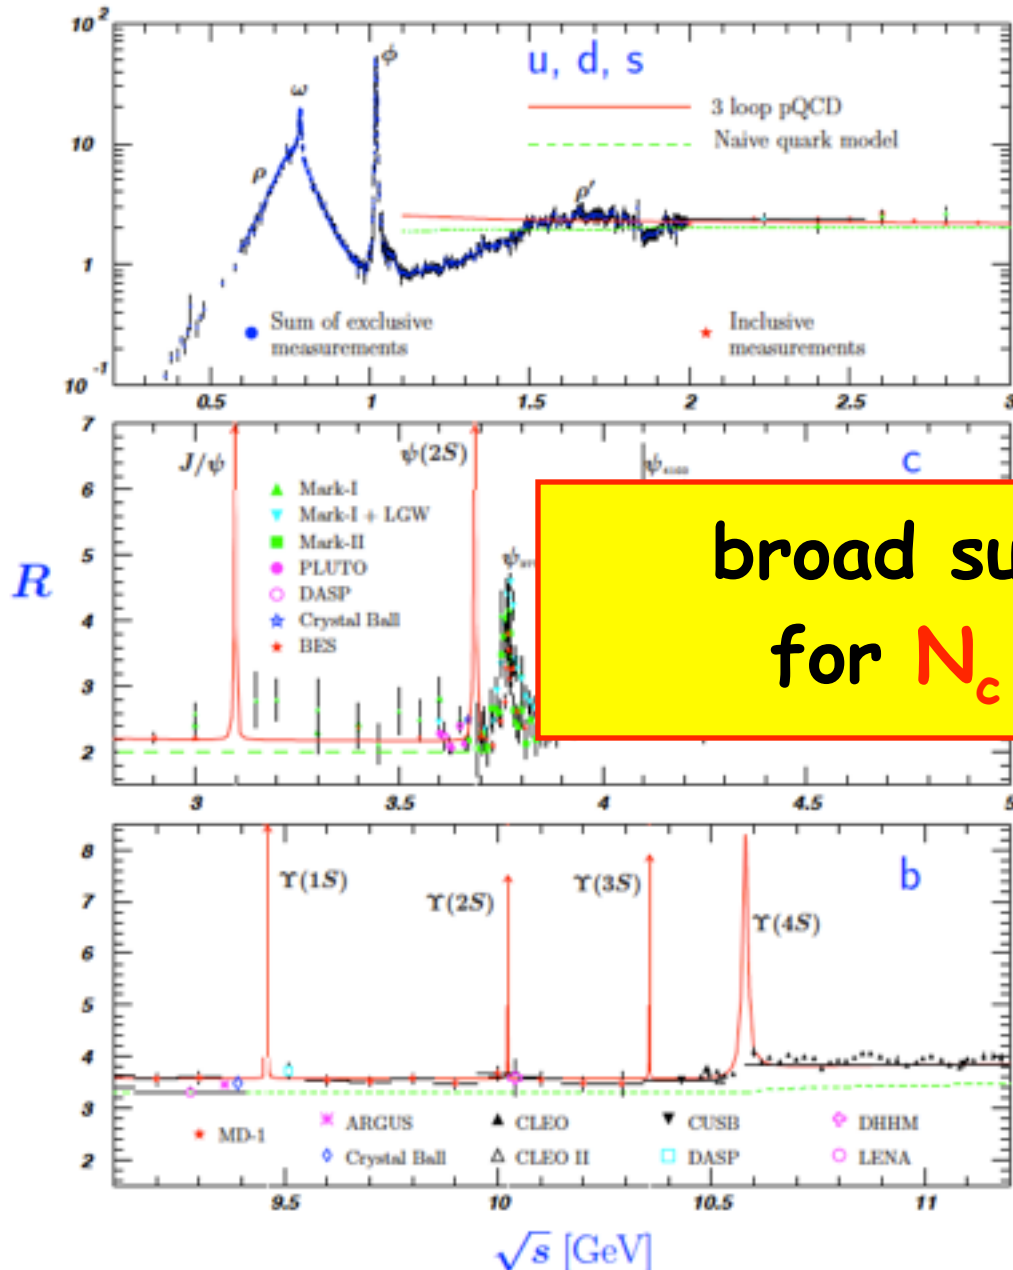 10 2
u, d, s
ϕ
3 loop pQCD
ω
Naive quark model
10
ρ
ρ′
1
Sum of exclusive
measurements
Inclusive
measurements
10 -1
0.5 1 1.5 2 2.5 3
7
J/ψ
ψ(2S)
c
6
Mark-I
Mark-I + LGW
Mark-II
PLUTO
DASP
Crystal Ball
BES
5
R
broad su
for Nc
4
3
2
3 3.5 4 4.5 5
8
ϒ(1S)
ϒ(2S)
ϒ(3S)
ϒ(4S)
b
7
6
5
4
3
ARGUS CLEO CUSB DHHM
MD-1
Crystal Ball CLEO II DASP LENA
2
9.5 10 10.5 11
√s [GeV]